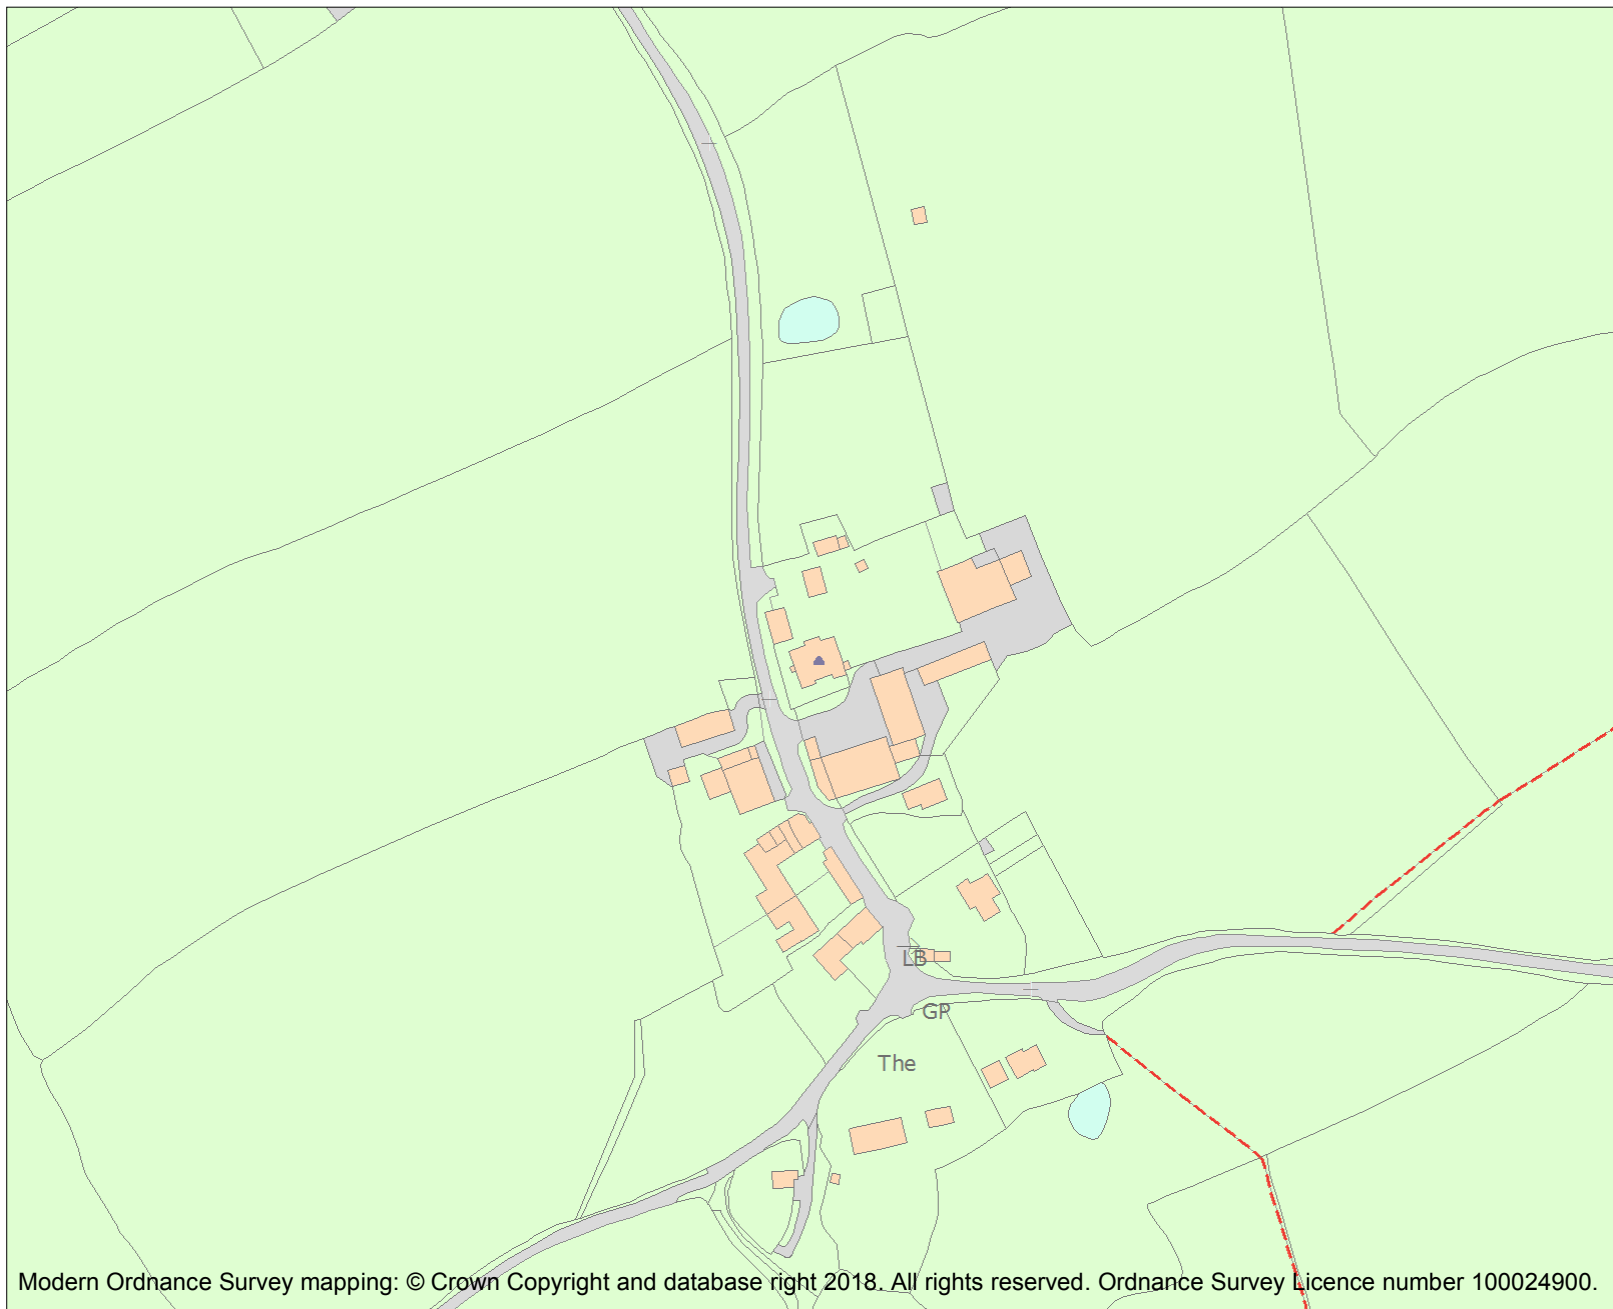 LB
GP
The
Modern Ordnance Survey mapping: © Crown Copyright and database right 2018. All rights reserved. Ordnance Survey Licence number 100024900.